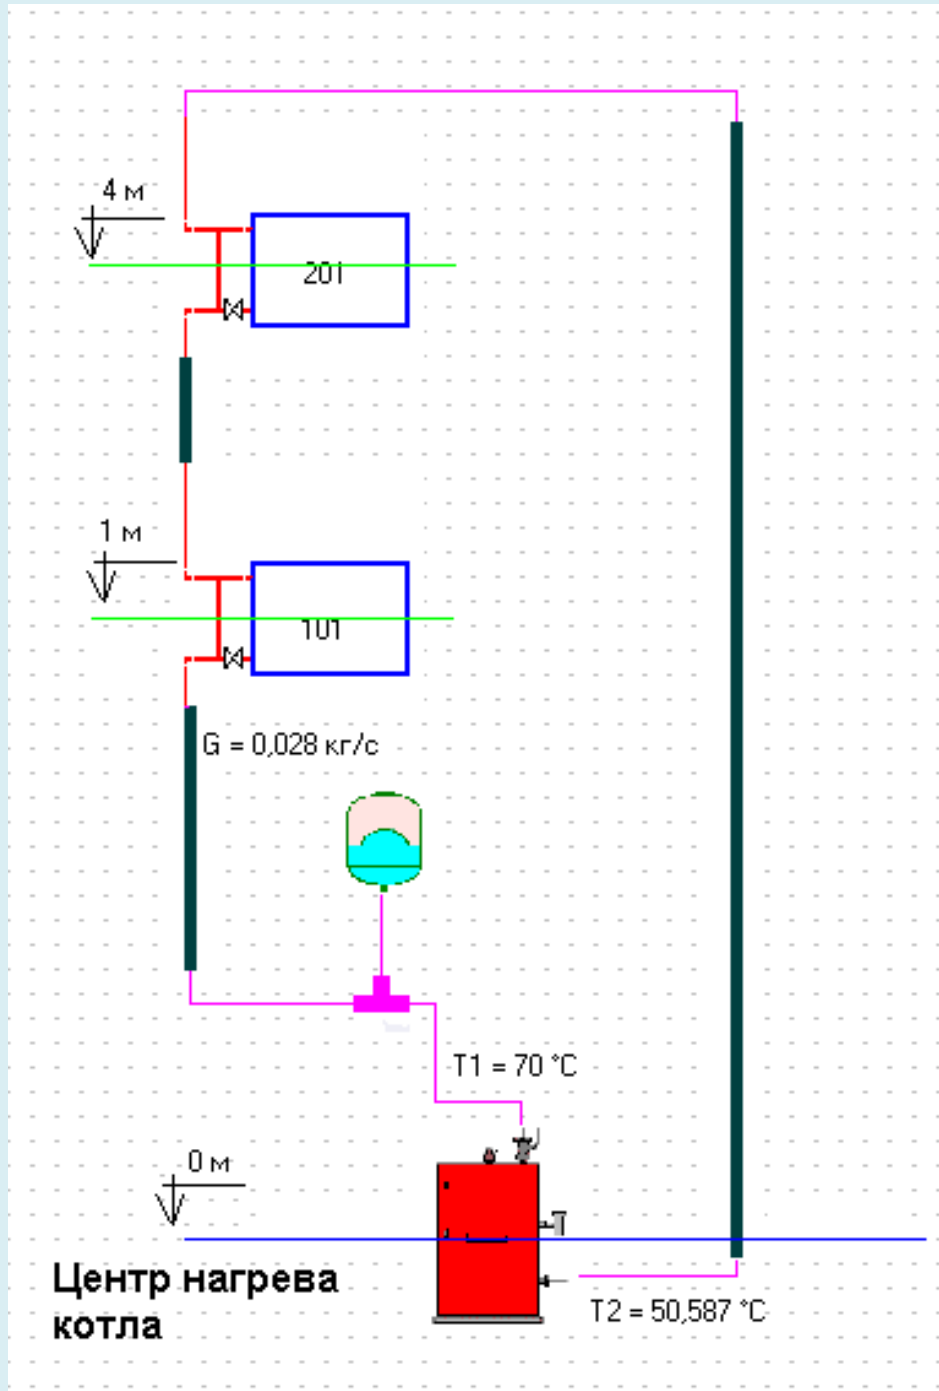 4 м
201
1 м
101
G = 0,028 кг/с
T1 = 70 °C
0 м
Центр нагрева
котла
T2 = 50,587 °C